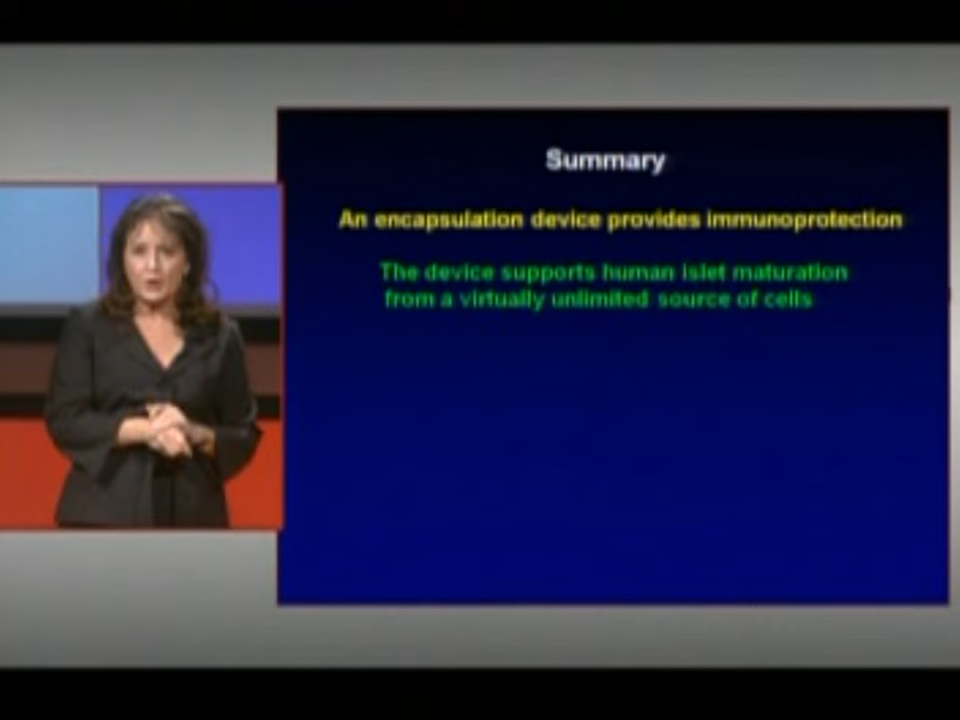 Summary
An encapsulation device provides immunoprotection
The device supports human islet maturation
from a virtually unlimited source of cells